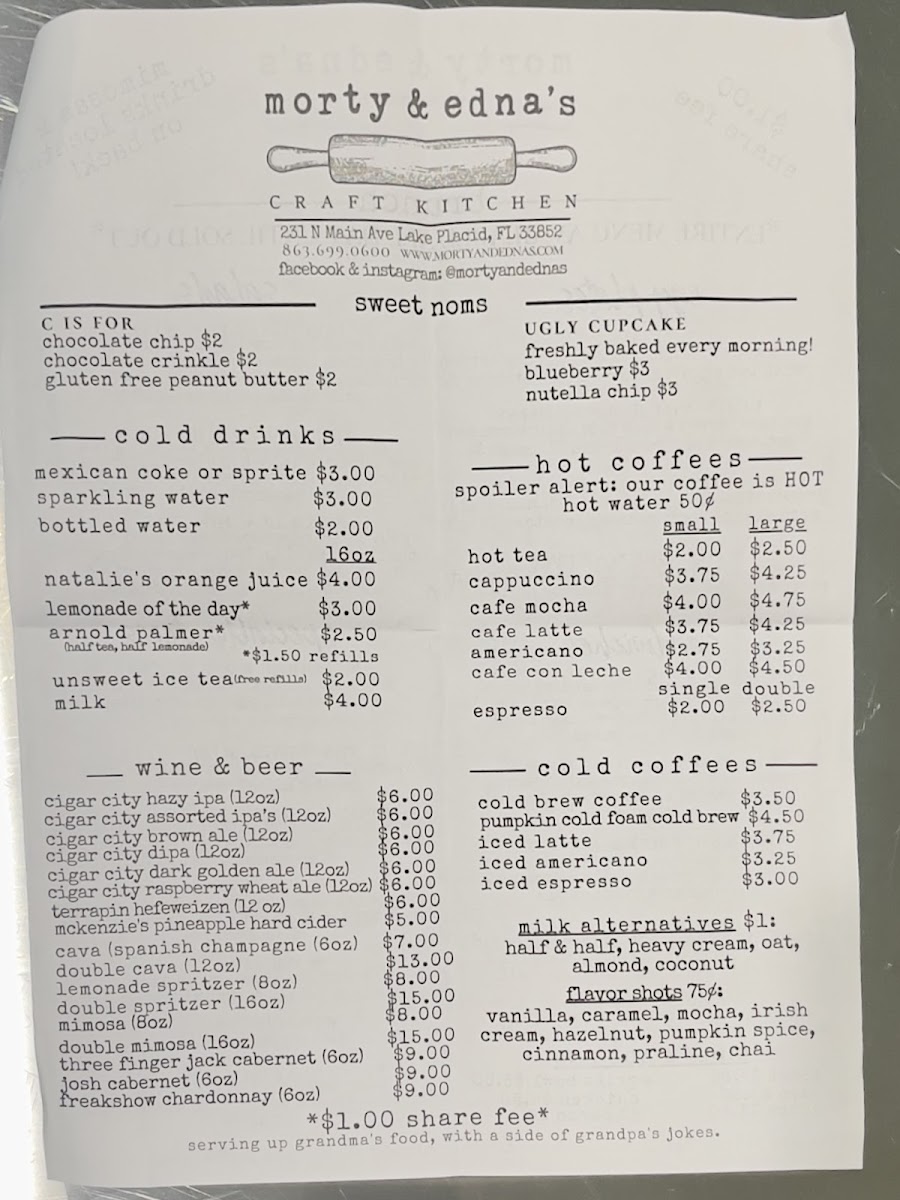 morty & edna's
CRAFT KITCHEN
231 N Main Ave Lake Placid, FL 33852
863.699.0600 WWW.MORTYANDEDNAS.COM
facebook & instagram: @mortyandednas
sweet noms
C IS FOR
chocolate chip $2
chocolate crinkle $2
gluten free peanut butter $2
UGLY CUPCAKE
freshly baked every morning!
blueberry $3
nutella chip $3
cold drinks
mexican coke or sprite $3.00
sparkling water $3.00
bottled water $2.00
16oz
natalie's orange juice $4.00
lemonade of the day* $3.00
arnold palmer* $2.50
(half tea, half lemonade)
*$1.50 refills
unsweet ice tea(free refills) $2.00
milk $4.00
hot coffees
spoiler alert: our coffee is HOT
hot water 50¢
small large
hot tea $2.00 $2.50
cappuccino $3.75 $4.25
cafe mocha $4.00 $4.75
cafe latte $3.75 $4.25
americano $2.75 $3.25
cafe con leche $4.00 $4.50
single double
espresso $2.00 $2.50
wine & beer
cigar city hazy ipa (12oz) $6.00
cigar city assorted ipa's (12oz) $6.00
cigar city brown ale (12oz) $6.00
cigar city dipa (12oz) $6.00
cigar city dark golden ale (12oz) $6.00
cigar city raspberry wheat ale (12oz) $6.00
terrapin hefeweizen (12 oz) $6.00
mckenzie's pineapple hard cider $5.00
cava (spanish champagne (6oz) $7.00
double cava (12oz) $13.00
lemonade spritzer (8oz) $8.00
double spritzer (16oz) $15.00
mimosa (8oz) $8.00
double mimosa (16oz) $15.00
three finger jack cabernet (6oz) $9.00
josh cabernet (6oz) $9.00
freakshow chardonnay (6oz) $9.00
cold coffees
cold brew coffee $3.50
pumpkin cold foam cold brew $4.50
iced latte $3.75
iced americano $3.25
iced espresso $3.00
milk alternatives $1:
half & half, heavy cream, oat,
almond, coconut
flavor shots 75¢:
vanilla, caramel, mocha, irish
cream, hazelnut, pumpkin spice,
cinnamon, praline, chai
*$1.00 share fee*
serving up grandma's food, with a side of grandpa's jokes.